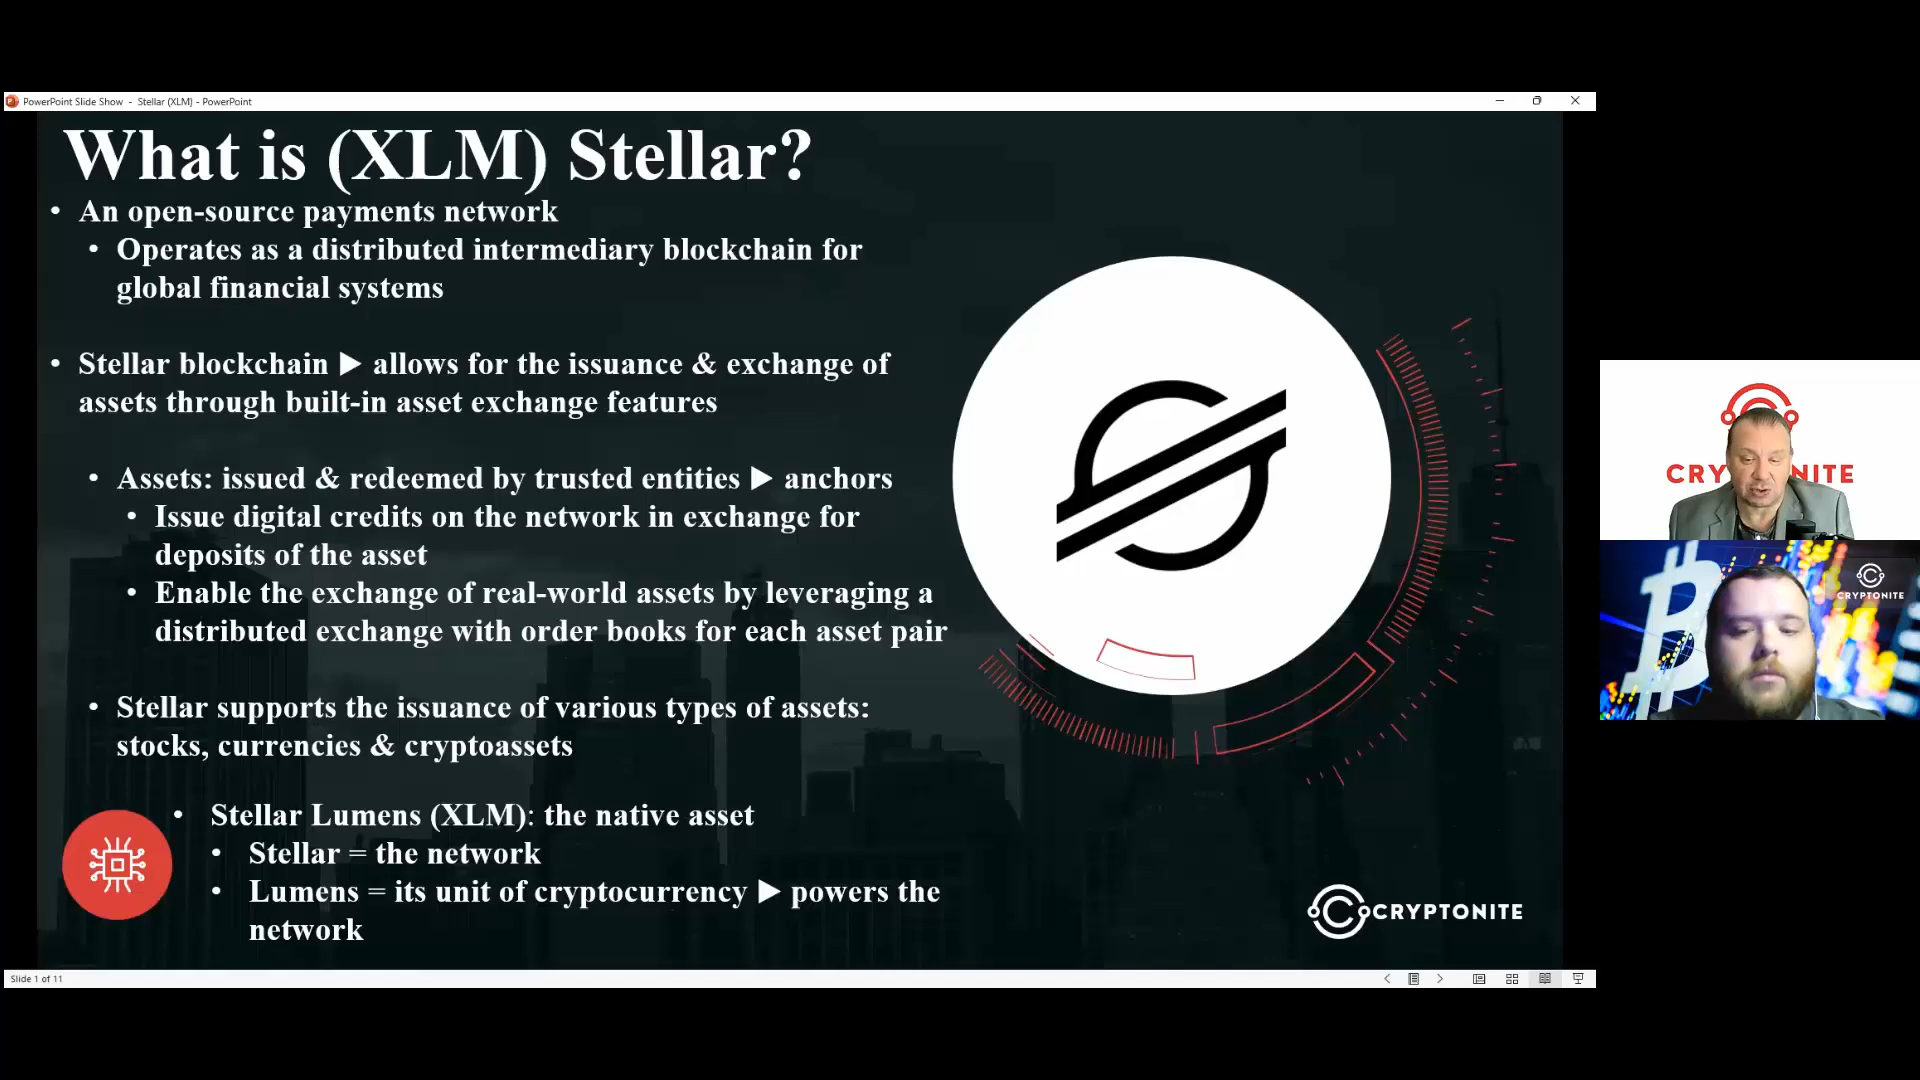 PowerPoint Slide Show - Stellar (XLM) - PowerPoint
What is (XLM) Stellar?
• An open-source payments network
• Operates as a distributed intermediary blockchain for
global financial systems
• Stellar blockchain ▶ allows for the issuance & exchange of
assets through built-in asset exchange features
• Assets: issued & redeemed by trusted entities ▶ anchors
• Issue digital credits on the network in exchange for
deposits of the asset
• Enable the exchange of real-world assets by leveraging a
distributed exchange with order books for each asset pair
• Stellar supports the issuance of various types of assets:
stocks, currencies & cryptoassets
• Stellar Lumens (XLM): the native asset
• Stellar = the network
• Lumens = its unit of cryptocurrency ▶ powers the
network
CRYPTONITE
Slide 1 of 11
CRY NITE
CRYPTONITE